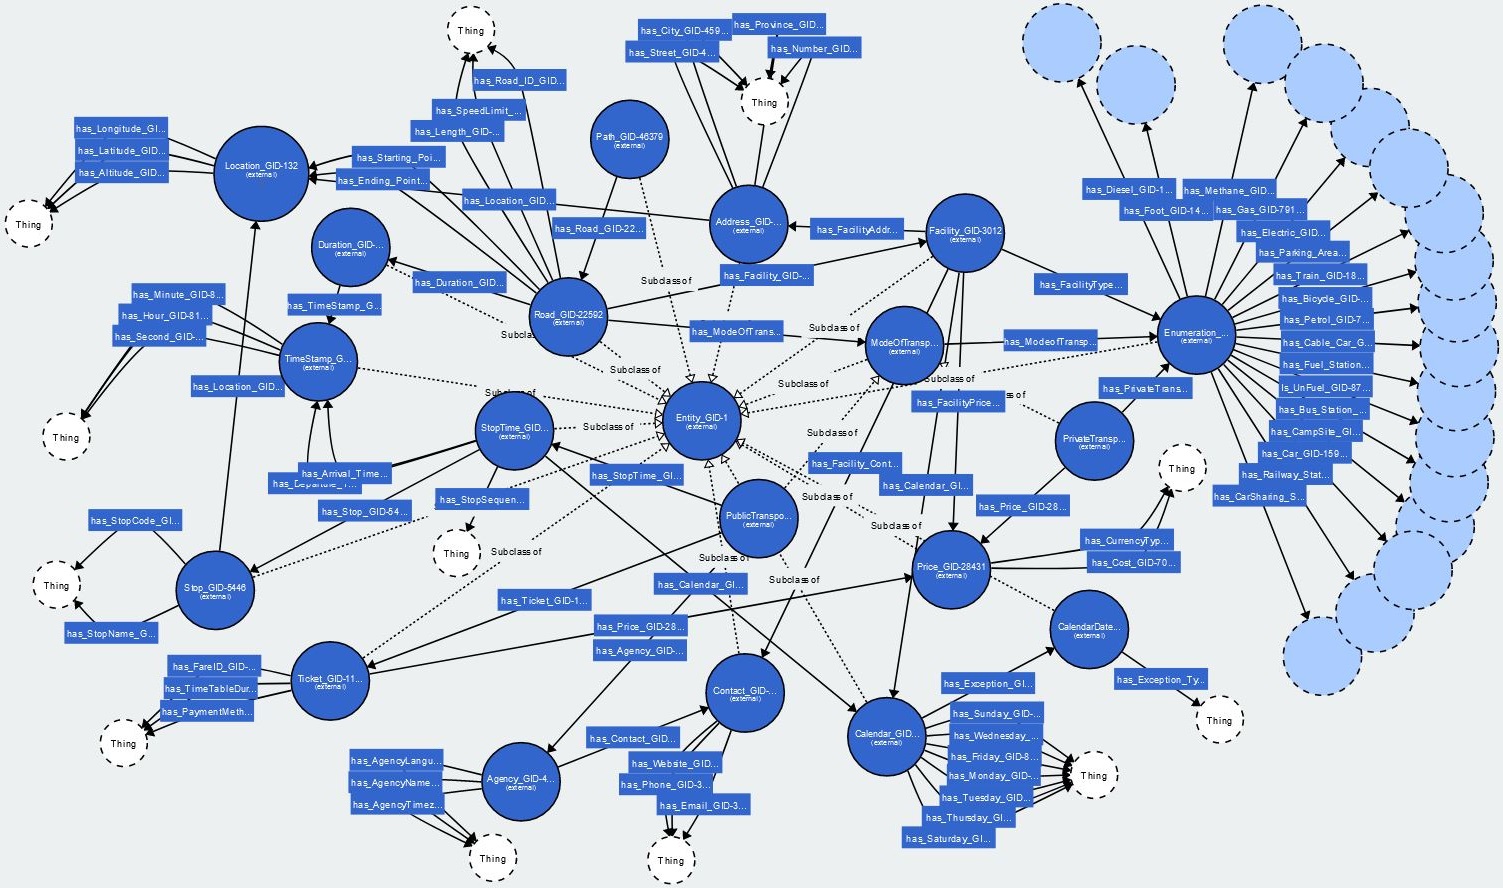 Thing
has_Road_ID_GID...
has_SpeedLimit_...
has_Length_GID-...
has_City_GID-459...
has_Province_GID...
has_Street_GID-4...
has_Number_GID...
Thing
Path_GID-46379
(external)
has_Longitude_GI...
has_Latitude_GID...
has_Altitude_GID...
Location_GID-132
(external)
has_Starting_Poi...
has_Ending_Point...
has_Location_GID...
Thing
Duration_GID-...
(external)
has_Duration_GID...
has_TimeStamp_G...
has_Road_GID-22...
Address_GID-...
(external)
has_FacilityAddr...
Facility_GID-3012
(external)
has_Facility_GID-...
has_FacilityType...
Subclass of
Road_GID-22592
(external)
has_ModeOfTrans...
Subclass of
ModeOfTransp...
(external)
has_ModeofTransp...
Enumeration_...
(external)
has_Diesel_GID-1...
has_Foot_GID-14...
has_Methane_GID...
has_Gas_GID-791...
has_Electric_GID...
has_Parking_Area...
has_Train_GID-18...
has_Bicycle_GID-...
has_Petrol_GID-7...
has_Cable_Car_G...
has_Fuel_Station...
Is_UnFuel_GID-87...
has_Bus_Station_...
has_CampSite_GI...
has_Car_GID-159...
has_Railway_Stat...
has_CarSharing_S...
has_Minute_GID-8...
has_Hour_GID-81...
has_Second_GID-...
TimeStamp_G...
(external)
Thing
has_Location_GID...
Subclass of
Subclass of
Subclass of
has_PrivateTrans...
has_FacilityPrice...
StopTime_GID...
(external)
Subclass of
Entity_GID-1
(external)
Subclass of
PrivateTransp...
(external)
has_Arrival_Time...
has_StopTime_GI...
has_Facility_Cont...
has_Calendar_GI...
Thing
has_Stop_GID-54...
has_StopSequen...
Subclass of
has_Price_GID-28...
PublicTranspo...
(external)
Subclass of
has_StopCode_GI...
Thing
Subclass of
has_CurrencyTyp...
has_Cost_GID-70...
Thing
Stop_GID-5446
(external)
Subclass of
Subclass of
Price_GID-28431
(external)
has_Calendar_GI...
has_Ticket_GID-1...
has_StopName_G...
has_Price_GID-28...
has_Agency_GID-...
CalendarDate...
(external)
has_FareID_GID-...
has_TimeTableDur...
has_PaymentMeth...
Ticket_GID-11...
(external)
Contact_GID-...
(external)
has_Exception_GI...
has_Exception_Ty...
Thing
Thing
has_Contact_GID...
Calendar_GID...
(external)
has_Sunday_GID-...
has_Wednesday_...
has_Friday_GID-8...
has_Monday_GID-...
has_Tuesday_GID...
has_Thursday_GI...
has_Saturday_GI...
Thing
has_AgencyLangu...
has_AgencyName...
has_AgencyTimez...
Agency_GID-4...
(external)
has_Website_GID...
has_Phone_GID-3...
has_Email_GID-3...
Thing
Thing